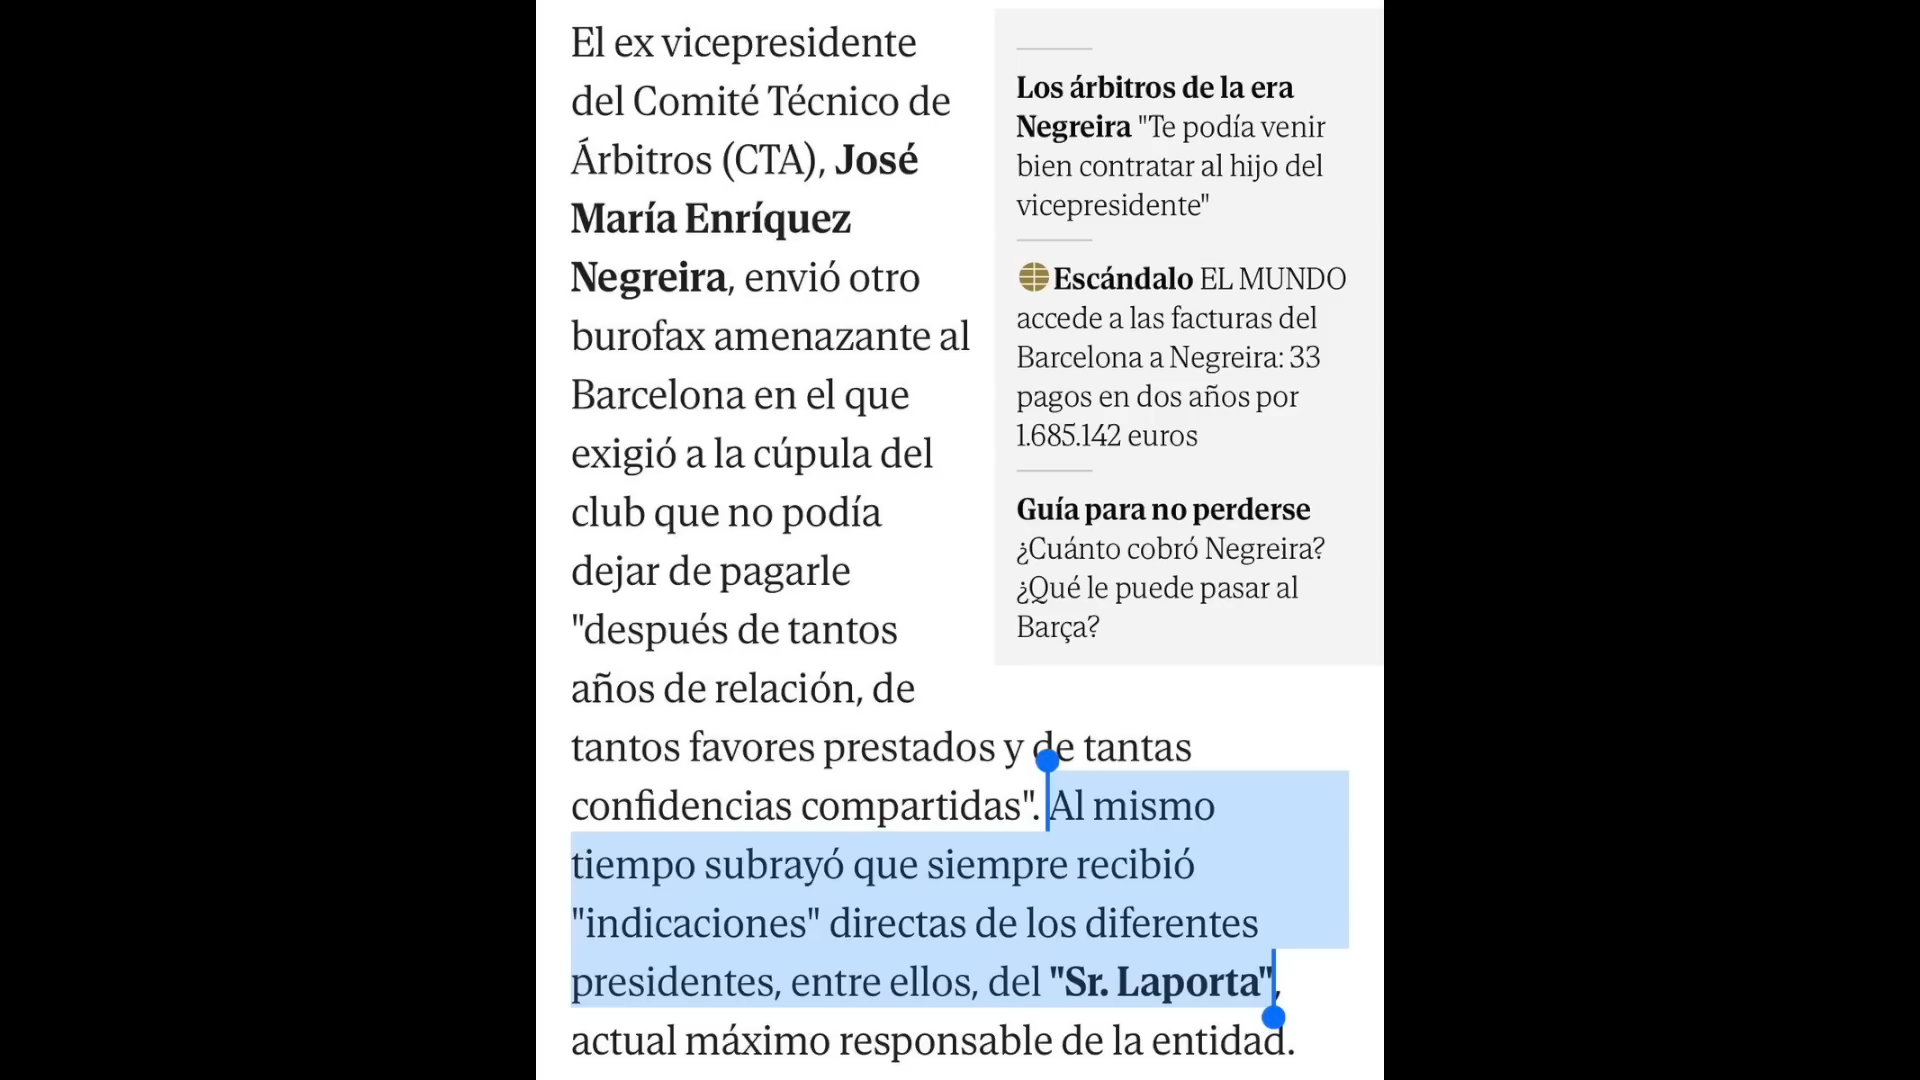 El ex vicepresidente
del Comité Técnico de
Árbitros (CTA), José
María Enríquez
Negreira, envió otro
burofax amenazante al
Barcelona en el que
exigió a la cúpula del
club que no podía
dejar de pagarle
"después de tantos
años de relación, de
tantos favores prestados y de tantas
confidencias compartidas". Al mismo
tiempo subrayó que siempre recibió
"indicaciones" directas de los diferentes
presidentes, entre ellos, del "Sr. Laporta",
actual máximo responsable de la entidad.
Los árbitros de la era
Negreira "Te podía venir
bien contratar al hijo del
vicepresidente"
Escándalo EL MUNDO
accede a las facturas del
Barcelona a Negreira: 33
pagos en dos años por
1.685.142 euros
Guía para no perderse
¿Cuánto cobró Negreira?
¿Qué le puede pasar al
Barça?